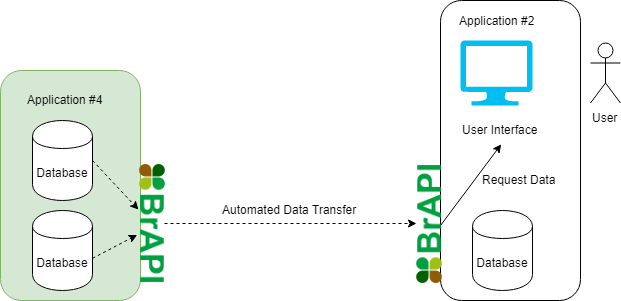 Application #2
User Interface
User
Request Data
Database
BrAPI
Application #4
Database
Database
BrAPI
Automated Data Transfer